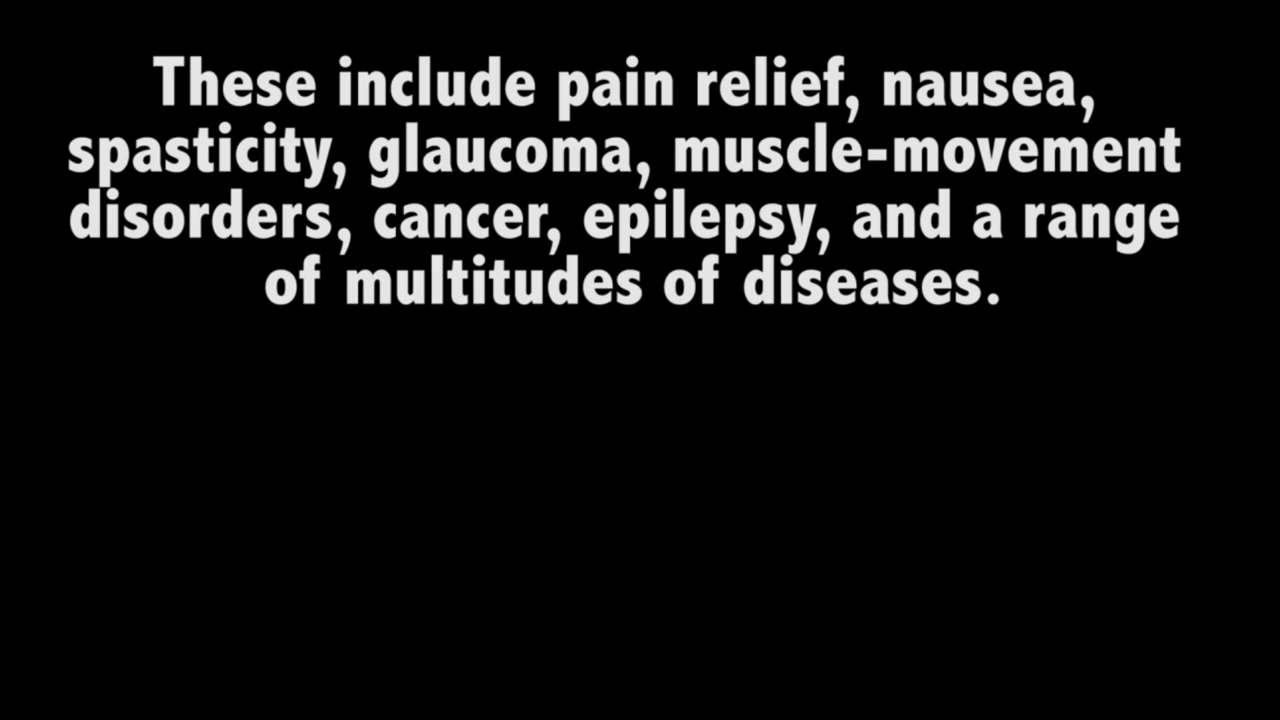 These include pain relief, nausea,
spasticity, glaucoma, muscle-movement
disorders, cancer, epilepsy, and a range
of multitudes of diseases.